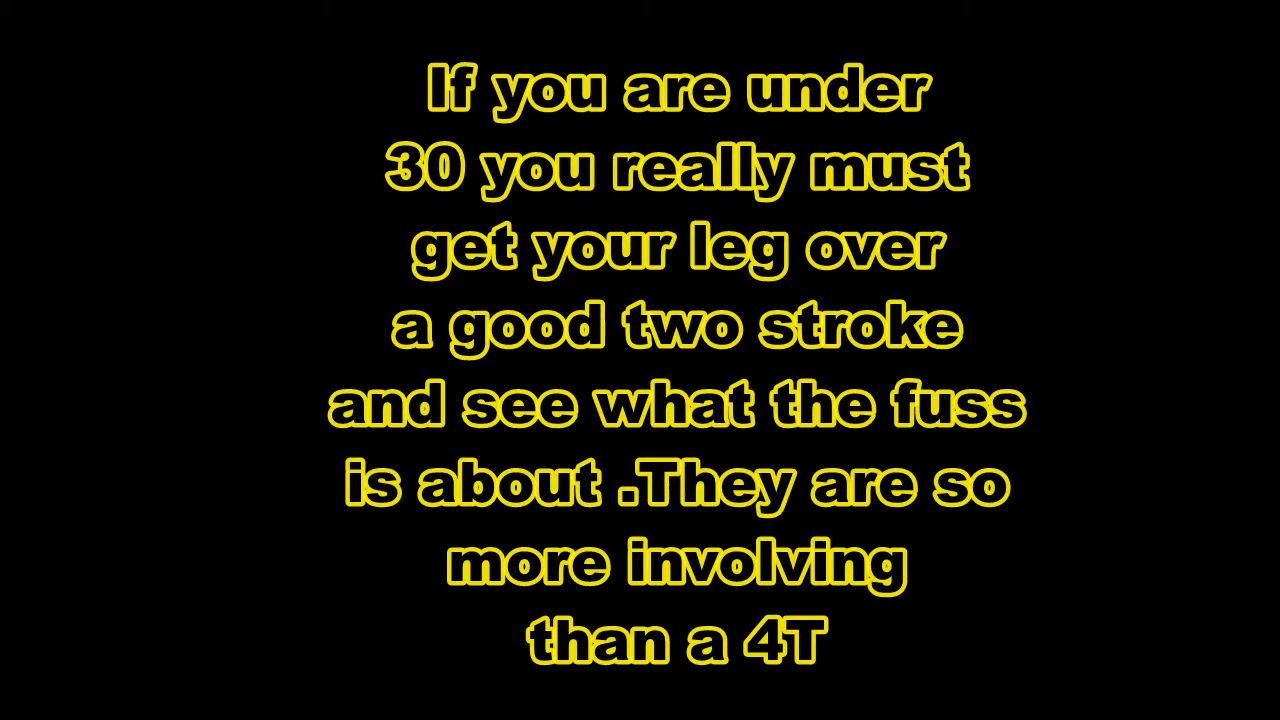 If you are under
30 you really must
get your leg over
a good two stroke
and see what the fuss
is about .They are so
more involving
than a 4T